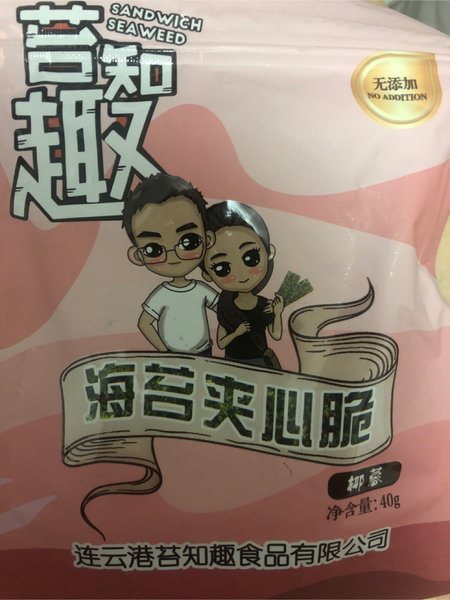 SANDWICH
SEAWEED
苔知
趣
无添加
NO ADDITION
海苔夹心脆
椰蓉
净含量:40g
连云港苔知趣食品有限公司